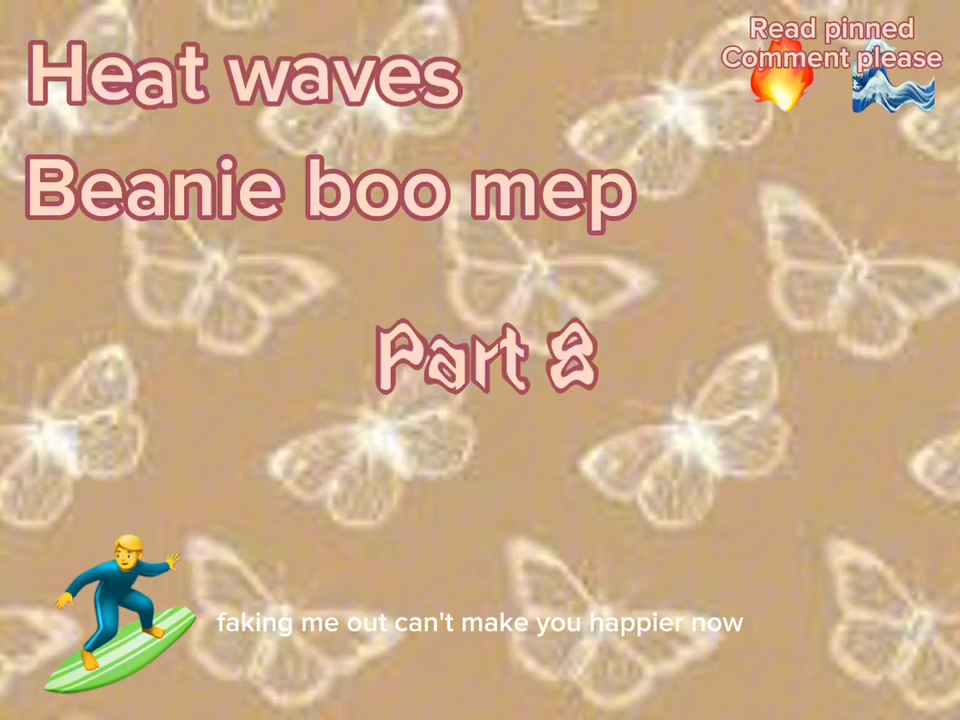 Read pinned
Comment please
Heat waves
Beanie boo mep
Part 8
faking me out can't make you happier now